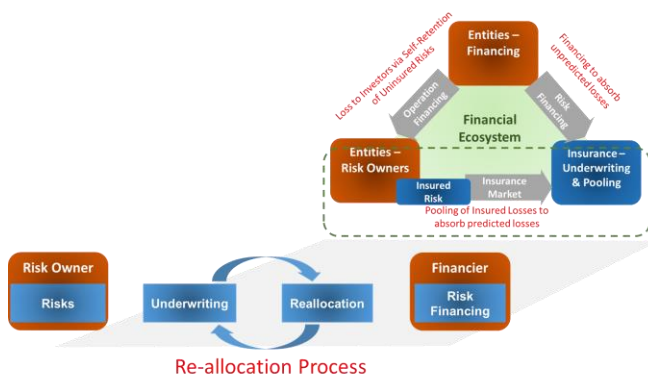 Entities –
Financing
Loss to Investors via Self-Retention
of Uninsured Risks
Operation
Financing
Financing to absorb
unpredicted losses
Risk
Financing
Financial
Ecosystem
Entities –
Risk Owners
Insured
Risk
Insurance
Market
Insurance –
Underwriting
& Pooling
Pooling of Insured Losses to
absorb predicted losses
Risk Owner
Risks
Underwriting
Reallocation
Financier
Risk
Financing
Re-allocation Process